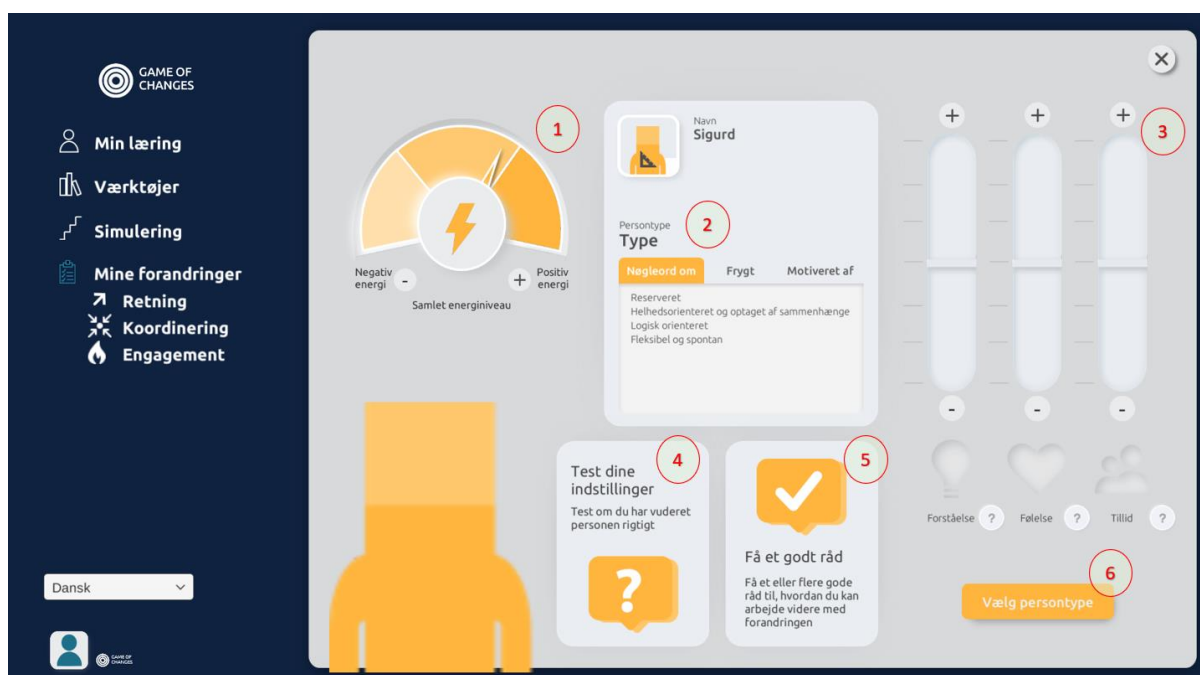 GAME OF
CHANGES
Min læring
Værktøjer
Simulering
Mine forandringer
Retning
Koordinering
Engagement
Dansk
GAME OF
CHANGES
1
Negativ
energi
-
+
Positiv
energi
Samlet energiniveau
Navn
Sigurd
Persontype
Type
2
Nøgleord om
Frygt
Motiveret af
Reserveret
Helhedsorienteret og optaget af sammenhænge
Logisk orienteret
Fleksibel og spontan
Test dine
indstillinger
4
Test om du har vuderet
personen rigtigt
?
5
Få et godt råd
Få et eller flere gode
råd til, hvordan du kan
arbejde videre med
forandringen
+ + +
3
- - -
Forståelse ? Følelse ? Tillid ?
6
Vælg persontype